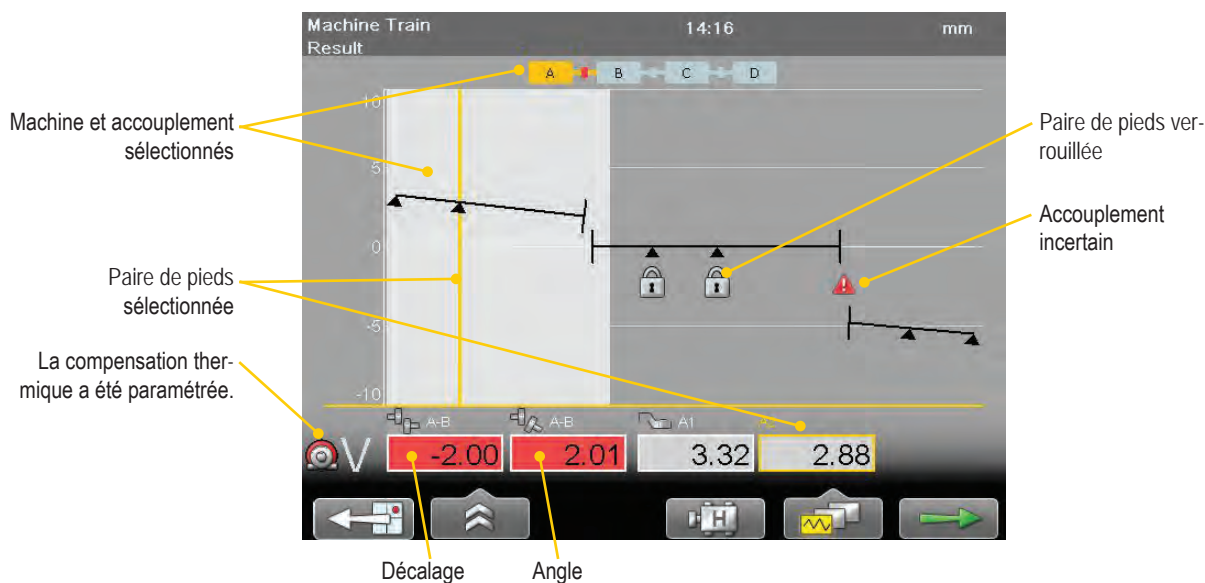 Machine Train
14:16
mm
Result
A
B
C
D
10
5
0
-5
-10
Machine et accouplement
sélectionnés
Paire de pieds
sélectionnée
La compensation ther-
mique a été paramétrée.
Paire de pieds ver-
rouillée
Accouplement
incertain
A-B
A-B
A1
A2
V
-2.00
2.01
3.32
2.88
H
Décalage
Angle